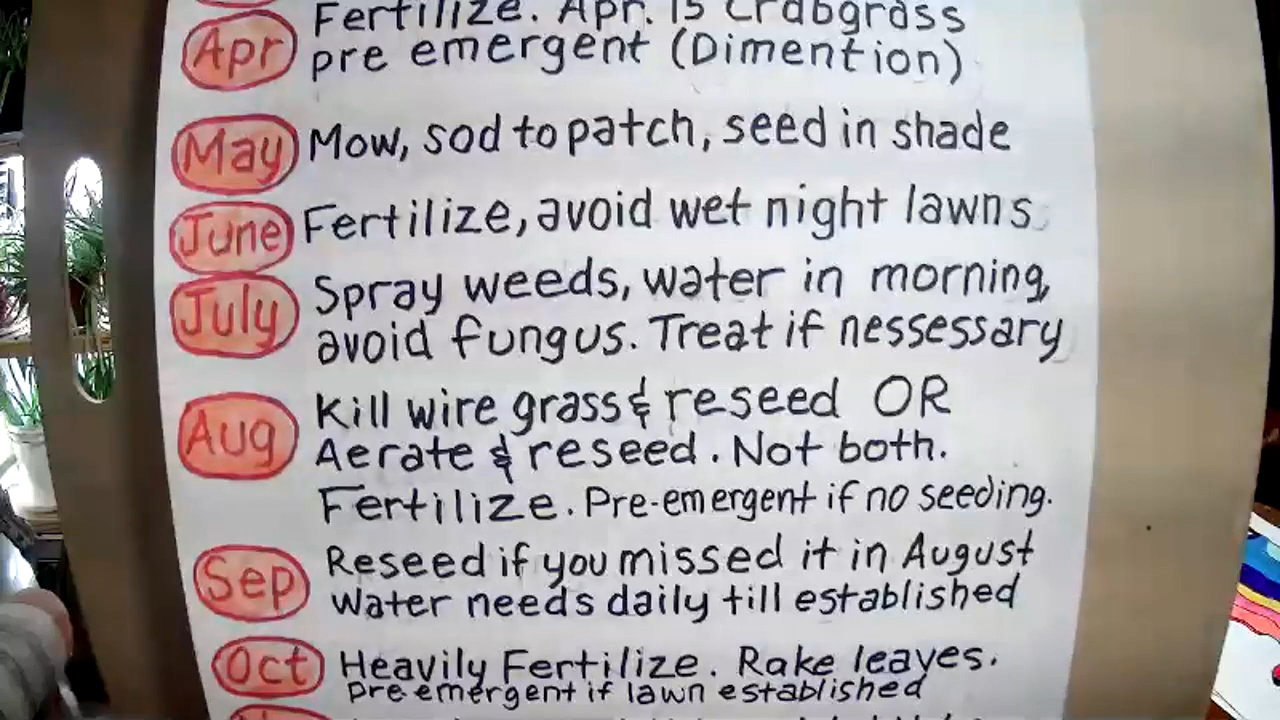 Fertilize. Apr. 15 Crabgrass
Apr pre emergent (Dimention)
May Mow, sod to patch, seed in shade
June Fertilize, avoid wet night lawns
July Spray weeds, water in morning,
avoid fungus. Treat if nessessary
Aug Kill wire grass & reseed OR
Aerate & reseed. Not both.
Fertilize. Pre-emergent if no seeding.
Sep Reseed if you missed it in August
Water needs daily till established
Oct Heavily Fertilize. Rake leaves.
Pre emergent if lawn established